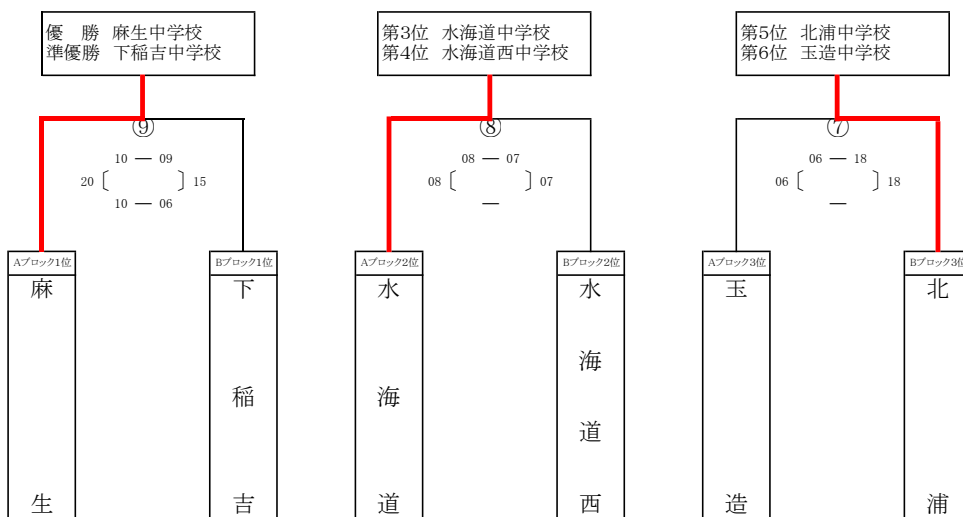 優　勝　麻生中学校
準優勝　下稲吉中学校
第3位　水海道中学校
第4位　水海道西中学校
第5位　北浦中学校
第6位　玉造中学校
⑨
10 ― 09
20 〔 〕 15
10 ― 06
⑧
08 ― 07
08 〔 〕 07
―
⑦
06 ― 18
06 〔 〕 18
―
Aブロック1位
麻生
Bブロック1位
下稲吉
Aブロック2位
水海道
Bブロック2位
水海道西
Aブロック3位
玉造
Bブロック3位
北浦